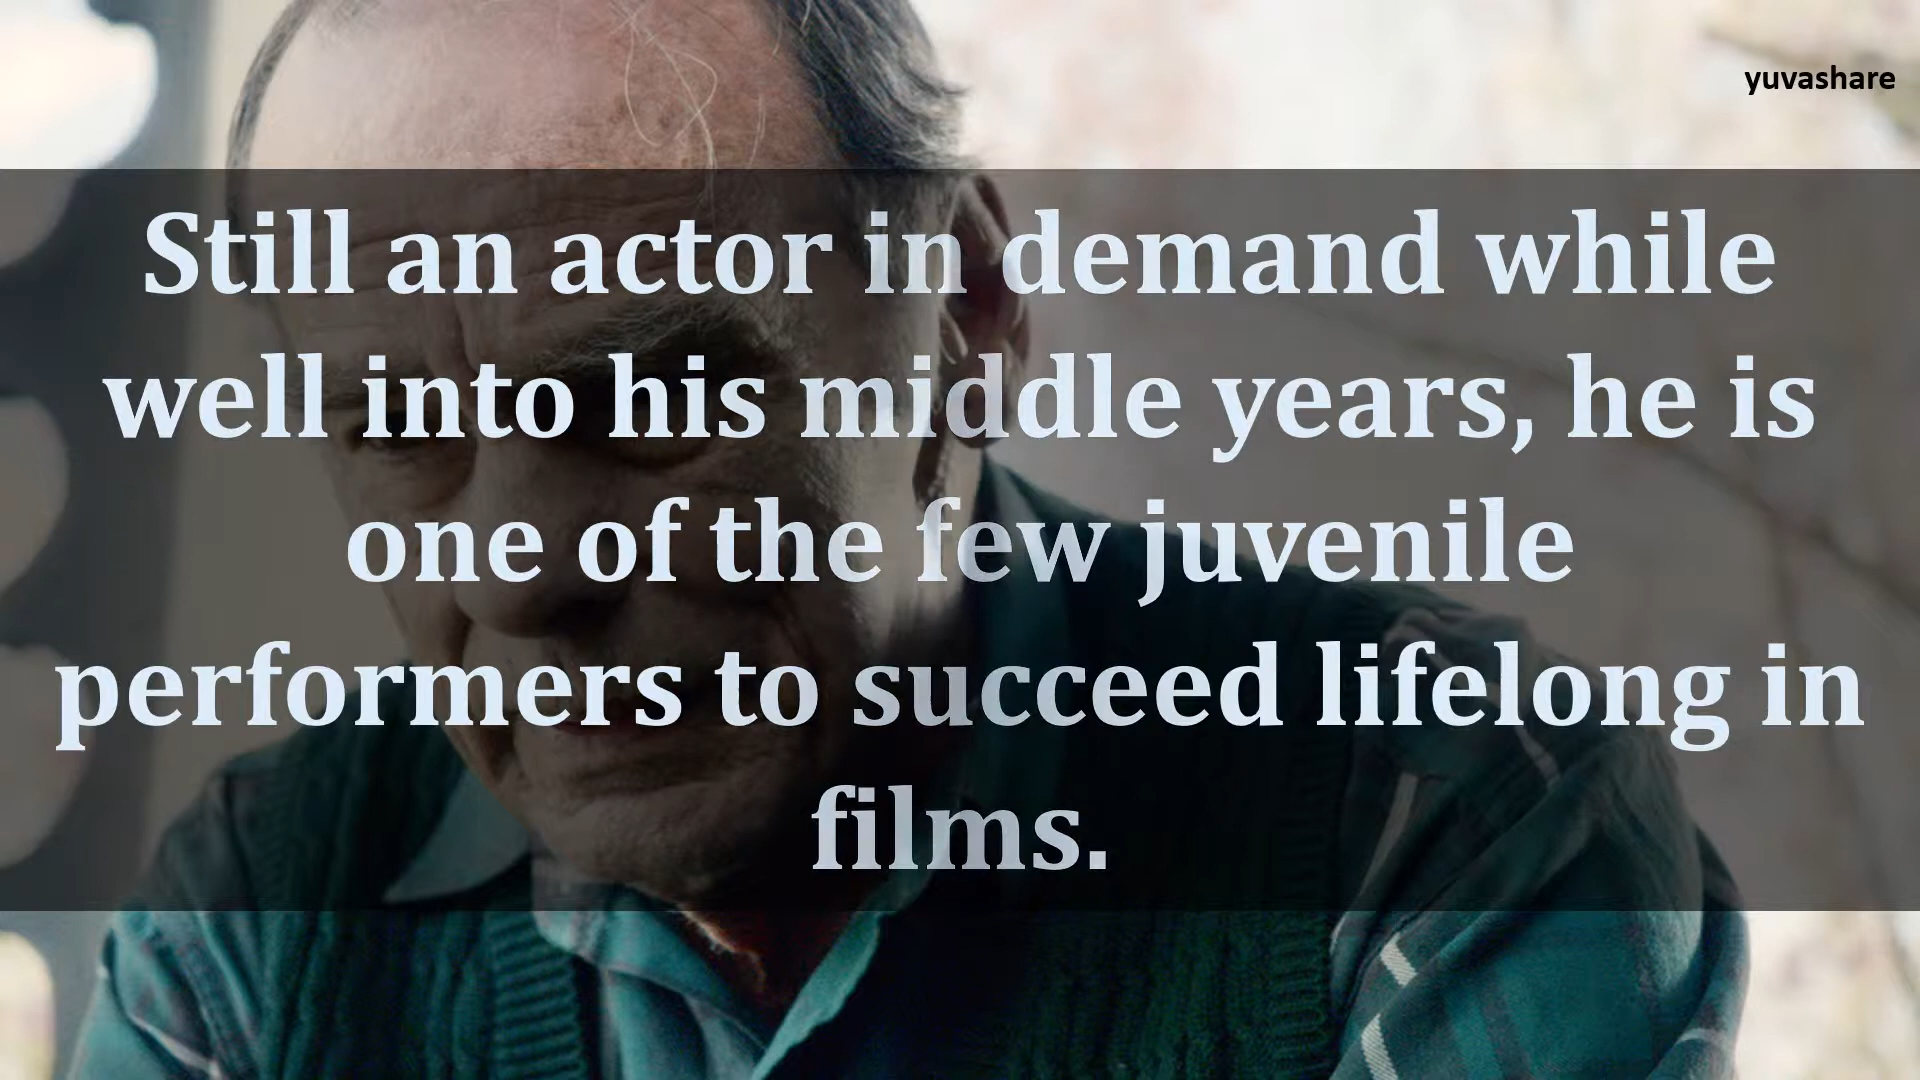 yuvashare
Still an actor in demand while
well into his middle years, he is
one of the few juvenile
performers to succeed lifelong in
films.